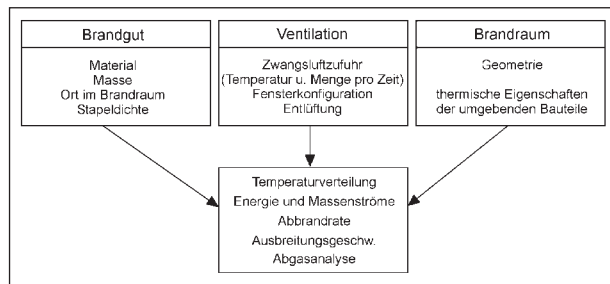 Brandgut
Material
Masse
Ort im Brandraum
Stapeldichte
Ventilation
Zwangsluftzufuhr
(Temperatur u. Menge pro Zeit)
Fensterkonfiguration
Entlüftung
Brandraum
Geometrie
thermische Eigenschaften
der umgebenden Bauteile
Temperaturverteilung
Energie und Massenströme
Abbrandrate
Ausbreitungsgeschw.
Abgasanalyse